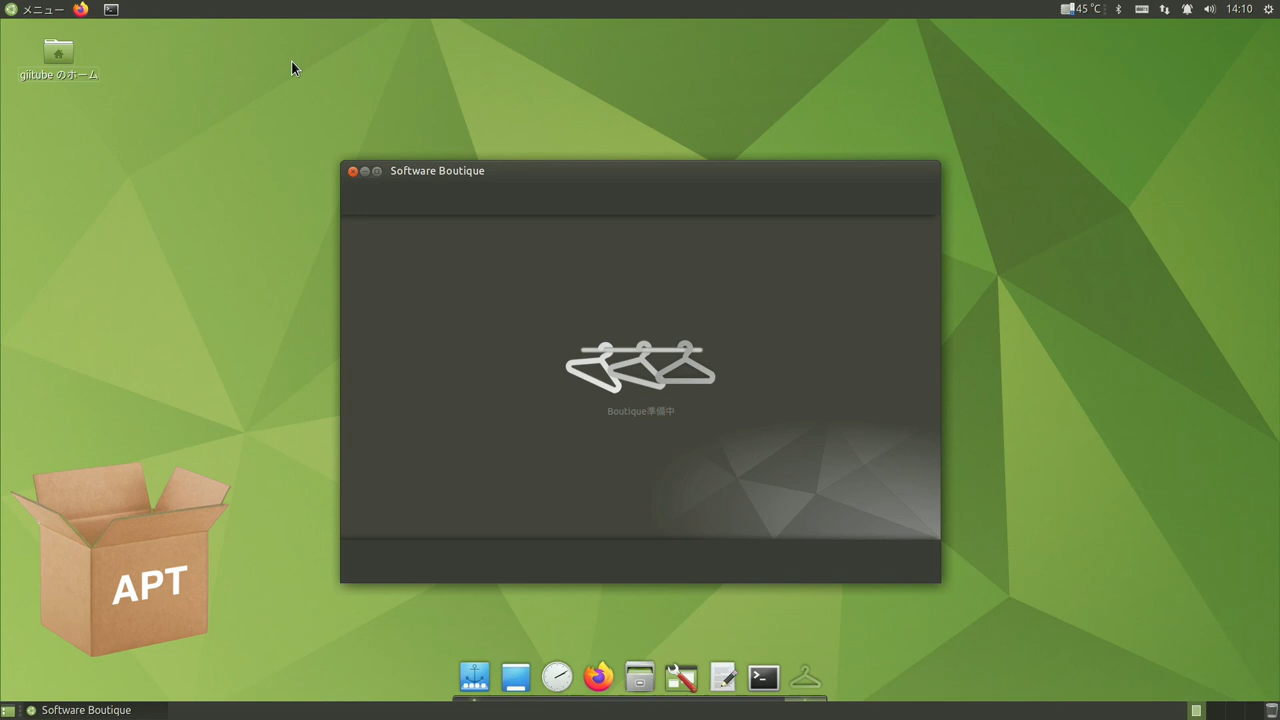 メニュー
45 ℃
14:10
giitube のホーム
Software Boutique
Boutique準備中
APT
Software Boutique